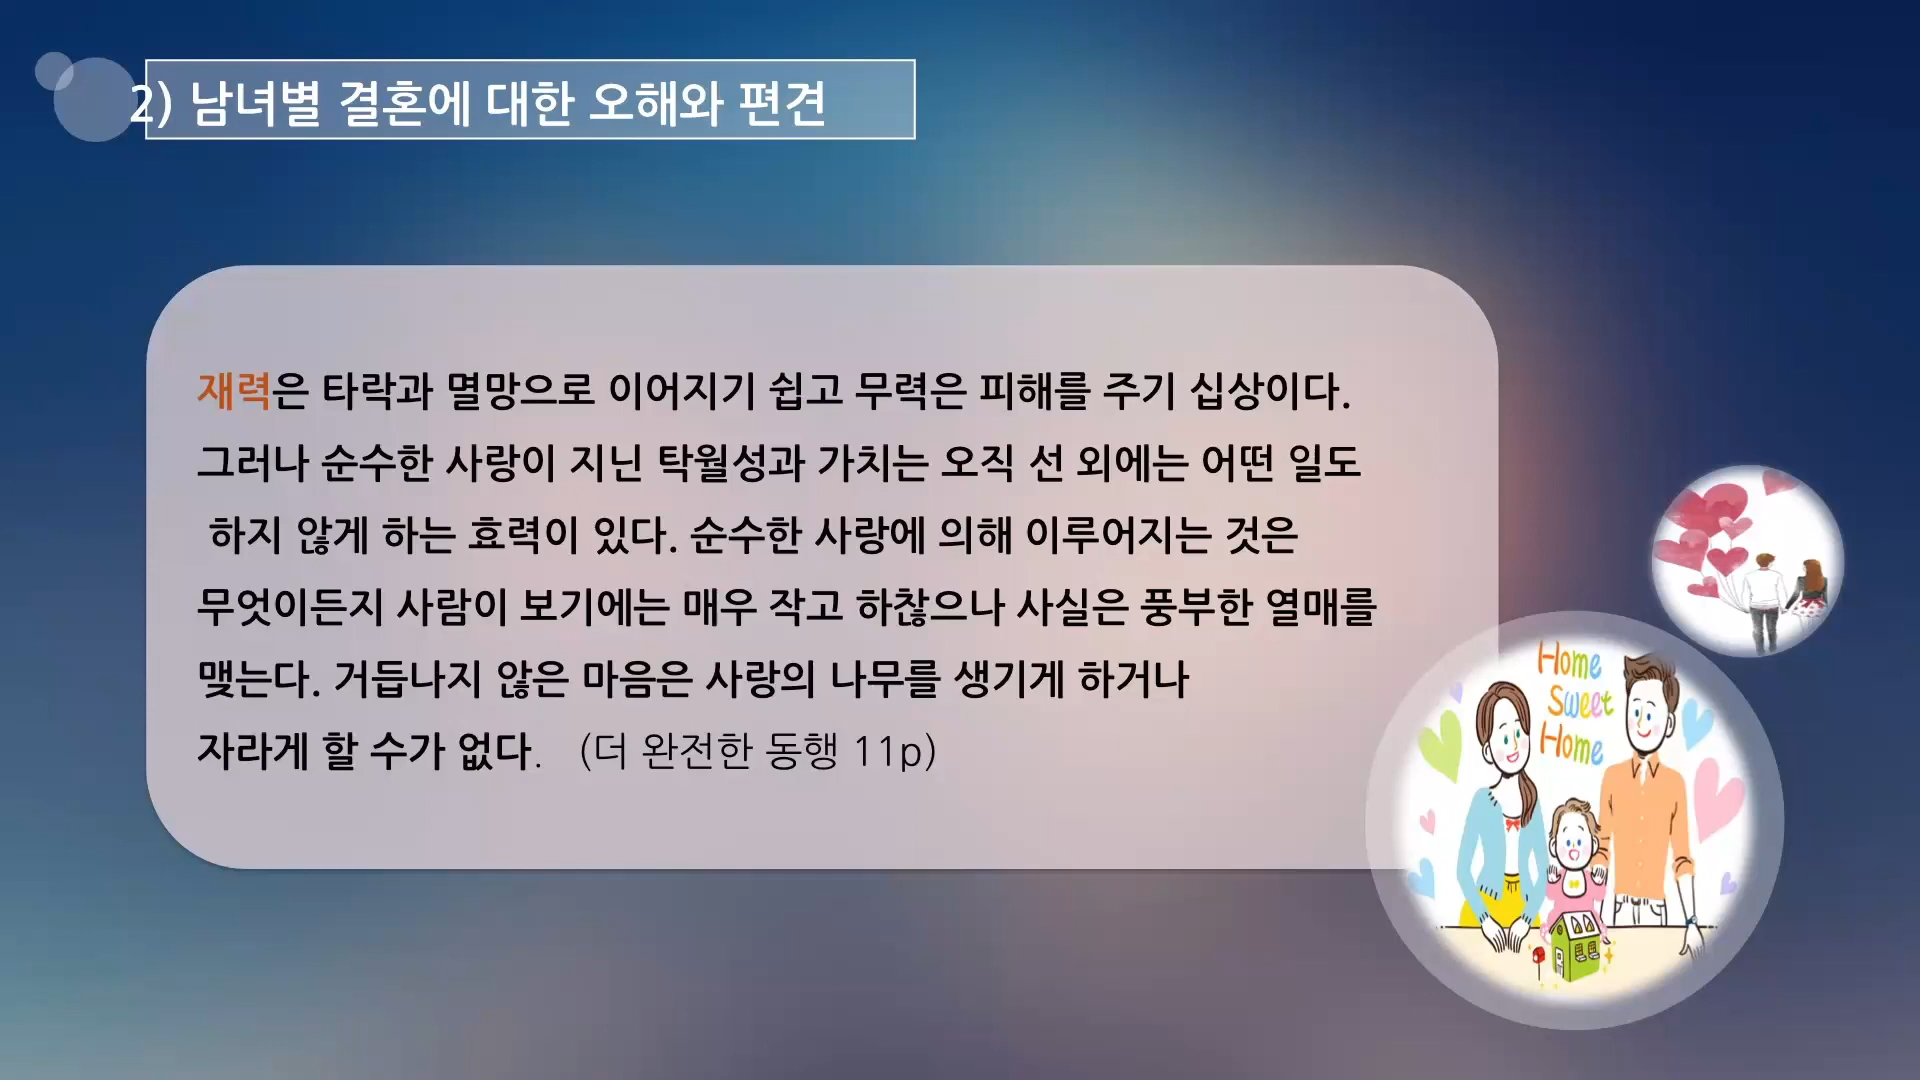 2) 남녀별 결혼에 대한 오해와 편견
재력은 타락과 멸망으로 이어지기 쉽고 무력은 피해를 주기 십상이다.
그러나 순수한 사랑이 지닌 탁월성과 가치는 오직 선 외에는 어떤 일도
하지 않게 하는 효력이 있다. 순수한 사랑에 의해 이루어지는 것은
무엇이든지 사람이 보기에는 매우 작고 하찮으나 사실은 풍부한 열매를
맺는다. 거듭나지 않은 마음은 사랑의 나무를 생기게 하거나
자라게 할 수가 없다. (더 완전한 동행 11p)
Home
Sweet
Home